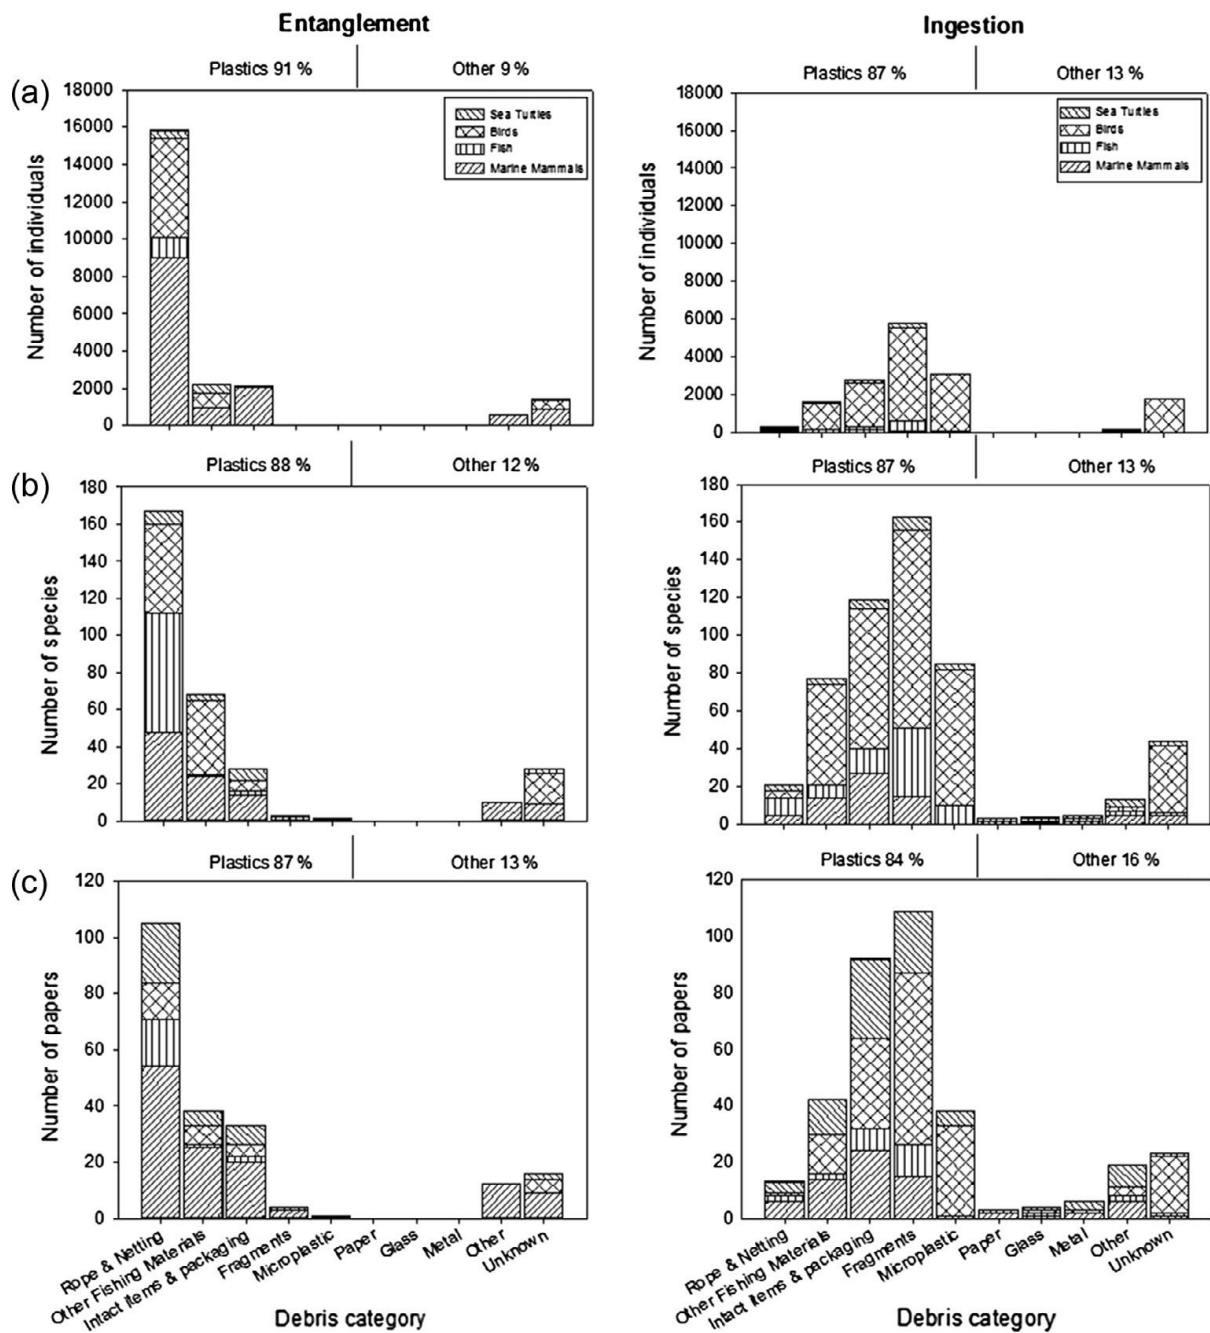 Entanglement
Ingestion
(a)
Plastics 91 %
Other 9 %
Number of individuals
18000
16000
14000
12000
10000
8000
6000
4000
2000
0
Sea Turtles
Birds
Fish
Marine Mammals
Plastics 87 %
Other 13 %
Number of individuals
18000
16000
14000
12000
10000
8000
6000
4000
2000
0
Sea Turtles
Birds
Fish
Marine Mammals
(b)
Plastics 88 %
Other 12 %
Number of species
180
160
140
120
100
80
60
40
20
0
Plastics 87 %
Other 13 %
Number of species
180
160
140
120
100
80
60
40
20
0
(c)
Plastics 87 %
Other 13 %
Number of papers
120
100
80
60
40
20
0
Rope & Netting
Other Fishing Materials
Intact items & packaging
Fragments
Microplastic
Paper
Glass
Metal
Other
Unknown
Debris category
Plastics 84 %
Other 16 %
Number of papers
120
100
80
60
40
20
0
Rope & Netting
Other Fishing Materials
Intact items & packaging
Fragments
Microplastic
Paper
Glass
Metal
Other
Unknown
Debris category